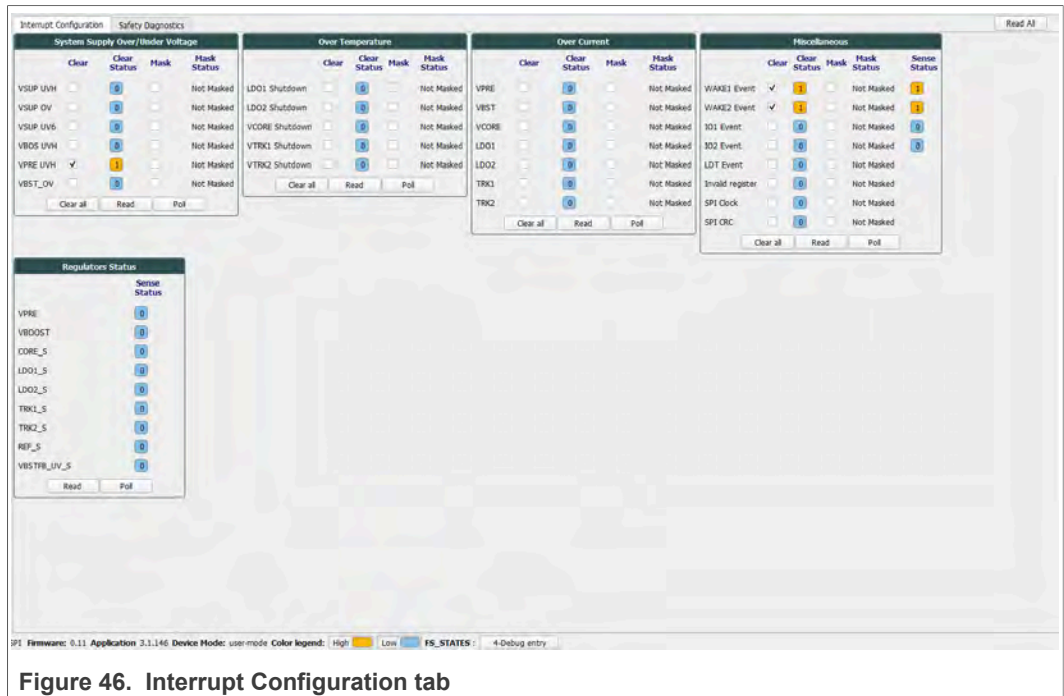 Interrupt Configuration Safety Diagnostics Read All
System Supply Over/Under Voltage
Clear Clear Status Mask Mask Status
VSUP UVH 0 Not Masked
VSUP OV 0 Not Masked
VSUP UV6 0 Not Masked
VBOS UVH 0 Not Masked
VPRE UVH 1 Not Masked
VBST_OV 0 Not Masked
Clear all Read Poll
Over Temperature
Clear Clear Status Mask Mask Status
LDO1 Shutdown 0 Not Masked
LDO2 Shutdown 0 Not Masked
VCORE Shutdown 0 Not Masked
VTRK1 Shutdown 0 Not Masked
VTRK2 Shutdown 0 Not Masked
Clear all Read Poll
Over Current
Clear Clear Status Mask Mask Status
VPRE 0 Not Masked
VBST 0 Not Masked
VCORE 0 Not Masked
LDO1 0 Not Masked
LDO2 0 Not Masked
TRK1 0 Not Masked
TRK2 0 Not Masked
Clear all Read Poll
Miscellaneous
Clear Clear Status Mask Mask Status Sense Status
WAKE1 Event 1 Not Masked 1
WAKE2 Event 1 Not Masked 1
IO1 Event 0 Not Masked 0
IO2 Event 0 Not Masked 0
LDT Event 0 Not Masked
Invalid register 0 Not Masked
SPI Clock 0 Not Masked
SPI CRC 0 Not Masked
Clear all Read Poll
Regulators Status
Sense Status
VPRE 0
VBOOST 0
CORE_S 0
LDO1_S 0
LDO2_S 0
TRK1_S 0
TRK2_S 0
REF_S 0
VBSTFB_UV_S 0
Read Poll
SPI Firmware: 0.11 Application 3.1.146 Device Mode: user-mode Color legend: High Low FS_STATES : 4-Debug entry
Figure 46. Interrupt Configuration tab